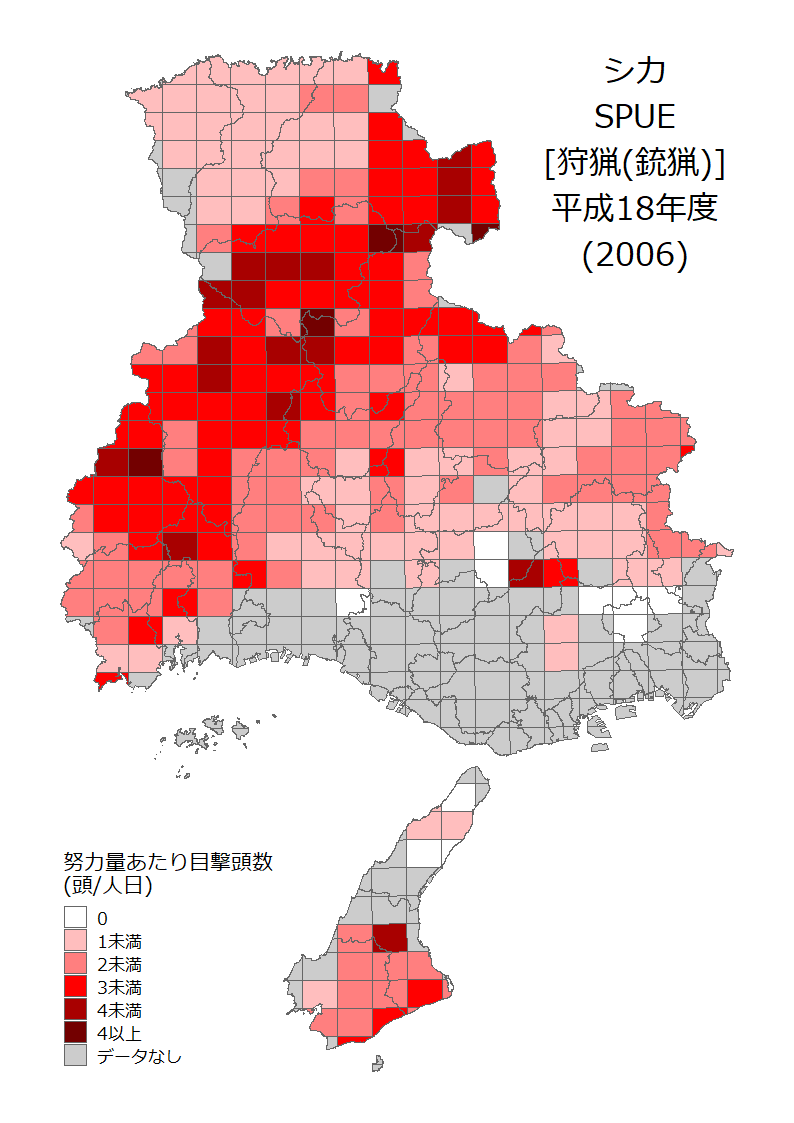 シカ
SPUE
[狩猟(銃猟)]
平成18年度
(2006)
努力量あたり目撃頭数
(頭/人日)
0
1未満
2未満
3未満
4未満
4以上
データなし